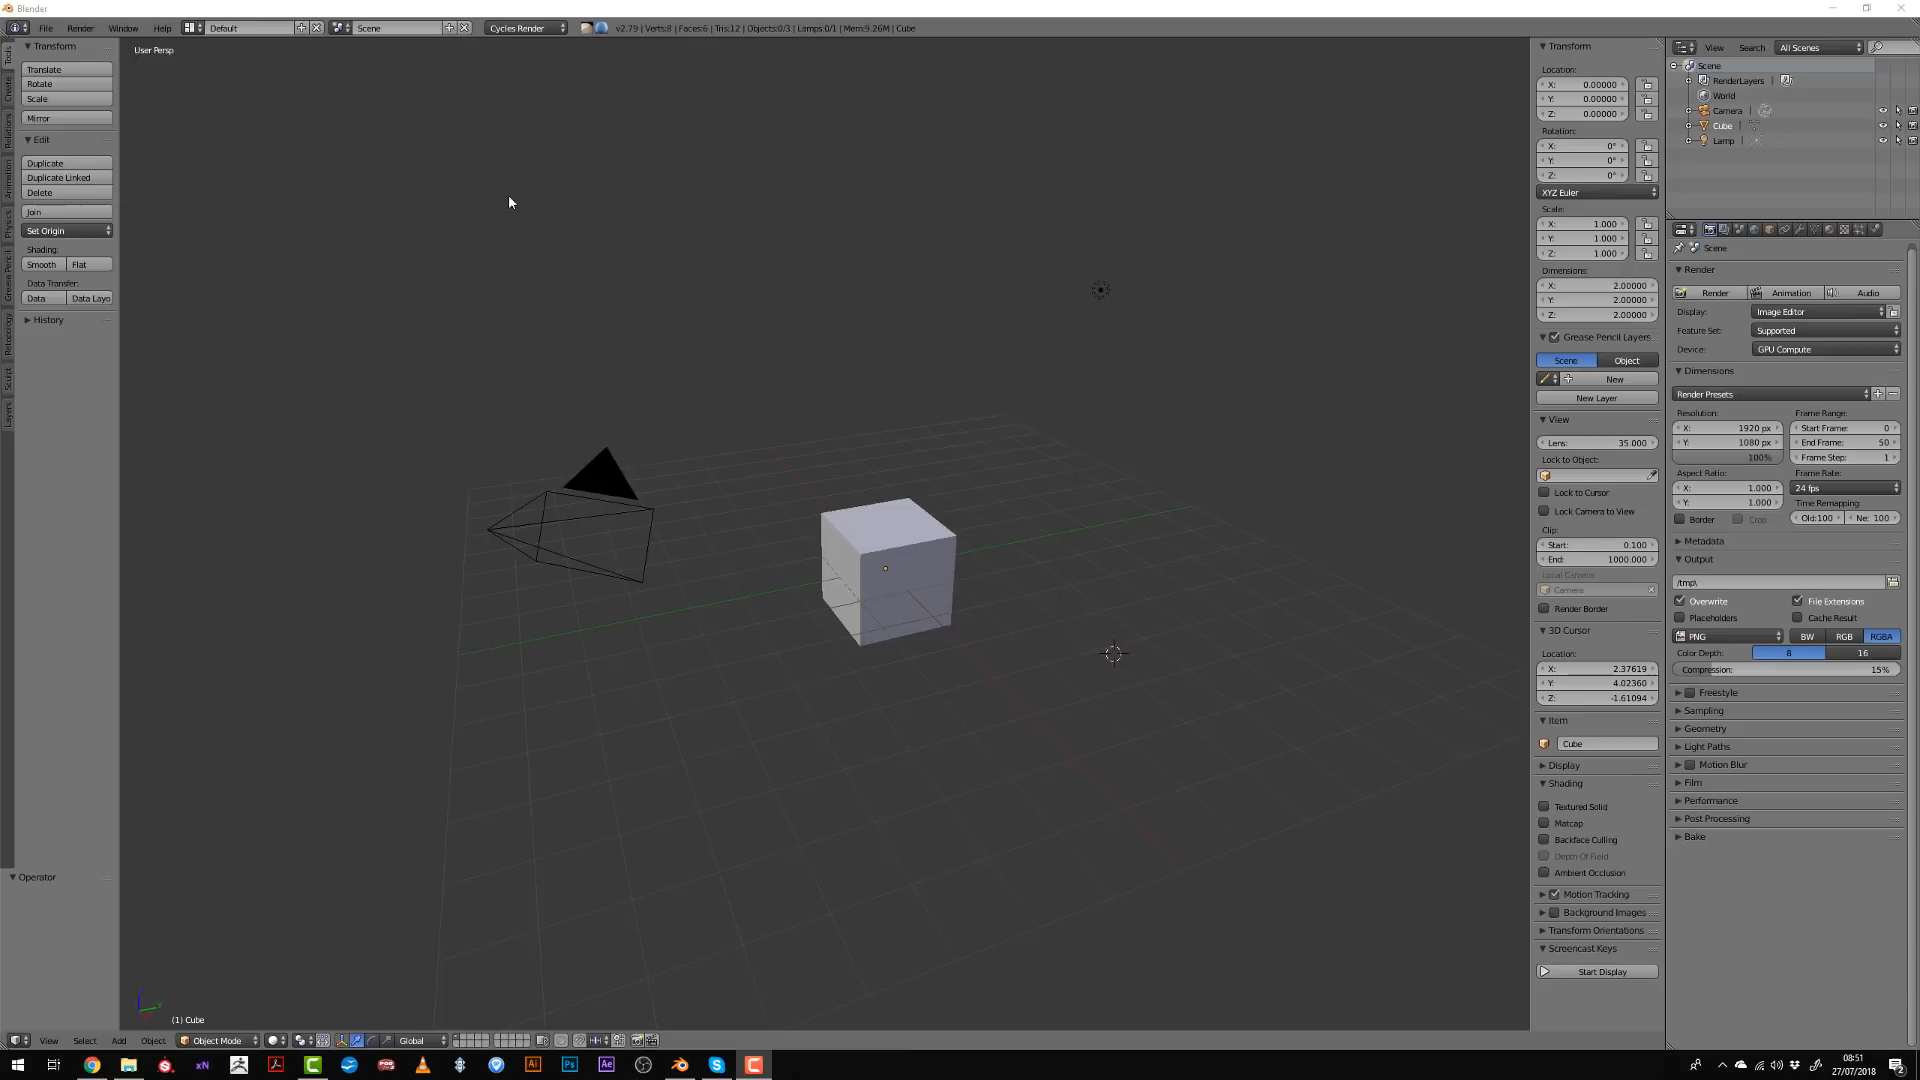 Blender
File Render Window Help Default Scene Cycles Render v2.79 | Verts:8 | Faces:6 | Tris:12 | Objects:0/3 | Lamps:0/1 | Mem:9.26M | Cube
Tools
Create
Relations
Animation
Physics
Grease Pencil
Retopology
Sculpt
Layers
Transform
Translate
Rotate
Scale
Mirror
Edit
Duplicate
Duplicate Linked
Delete
Join
Set Origin
Shading:
Smooth Flat
Data Transfer:
Data Data Layo
History
Operator
User Persp
(1) Cube
Transform
Location:
X: 0.00000
Y: 0.00000
Z: 0.00000
Rotation:
X: 0°
Y: 0°
Z: 0°
XYZ Euler
Scale:
X: 1.000
Y: 1.000
Z: 1.000
Dimensions:
X: 2.00000
Y: 2.00000
Z: 2.00000
Grease Pencil Layers
Scene Object
New
New Layer
View
Lens: 35.000
Lock to Object:
Lock to Cursor
Lock Camera to View
Clip:
Start: 0.100
End: 1000.000
Local Camera:
Camera
Render Border
3D Cursor
Location:
X: 2.37619
Y: 4.02360
Z: -1.61094
Item
Cube
Display
Shading
Textured Solid
Matcap
Backface Culling
Depth Of Field
Ambient Occlusion
Motion Tracking
Background Images
Transform Orientations
Screencast Keys
Start Display
View Search All Scenes
Scene
RenderLayers
World
Camera
Cube
Lamp
Scene
Render
Render Animation Audio
Display: Image Editor
Feature Set: Supported
Device: GPU Compute
Dimensions
Render Presets
Resolution: Frame Range:
X: 1920 px Start Frame: 0
Y: 1080 px End Frame: 50
100% Frame Step: 1
Aspect Ratio: Frame Rate:
X: 1.000 24 fps
Y: 1.000 Time Remapping
Border Crop Old:100 Ne: 100
Metadata
Output
/tmp\
Overwrite File Extensions
Placeholders Cache Result
PNG BW RGB RGBA
Color Depth: 8 16
Compression: 15%
Freestyle
Sampling
Geometry
Light Paths
Motion Blur
Film
Performance
Post Processing
Bake
View Select Add Object Object Mode Global
xN Ai Ps Ae
08:51
27/07/2018